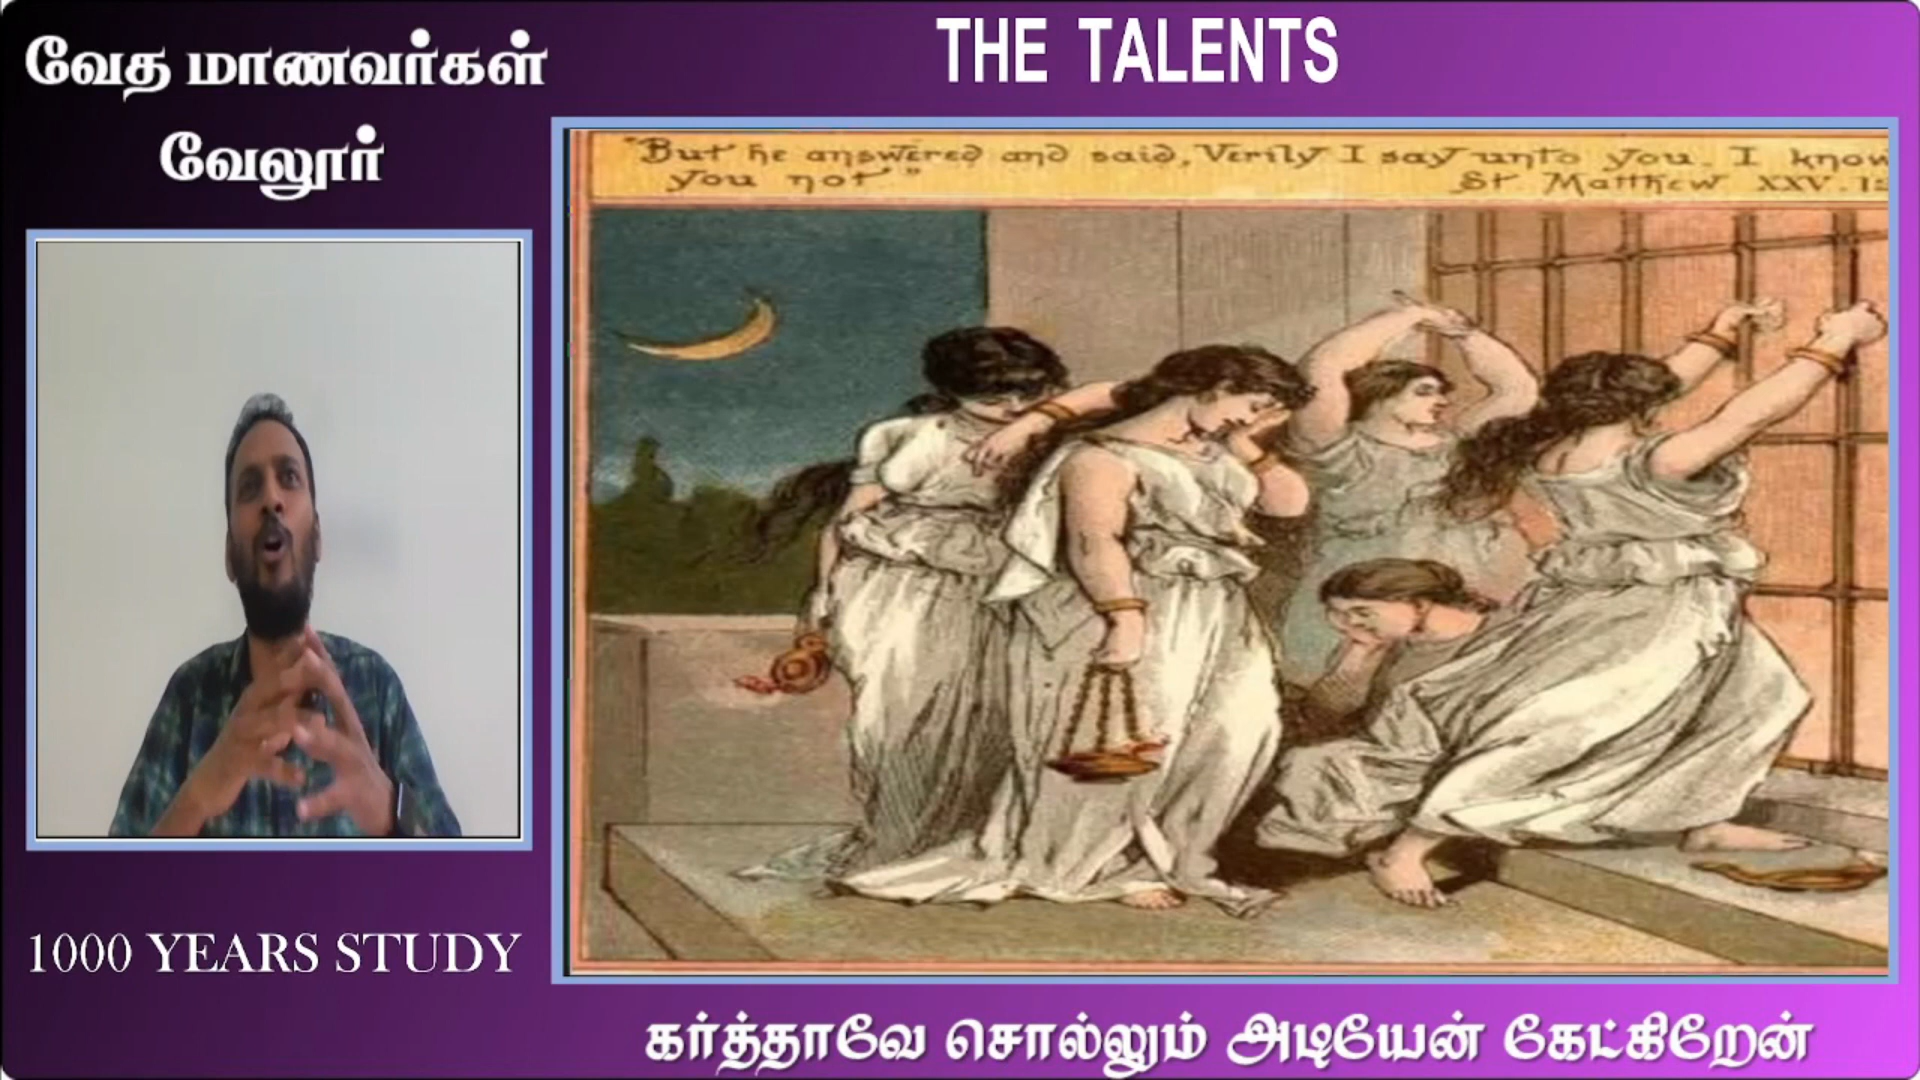 வேத மாணவர்கள்
வேலூர்
THE TALENTS
"But he answered and said, Verily I say unto you. I know
you not"
St Matthew XXV.
1000 YEARS STUDY
கர்த்தாவே சொல்லும் அடியேன் கேட்கிறேன்